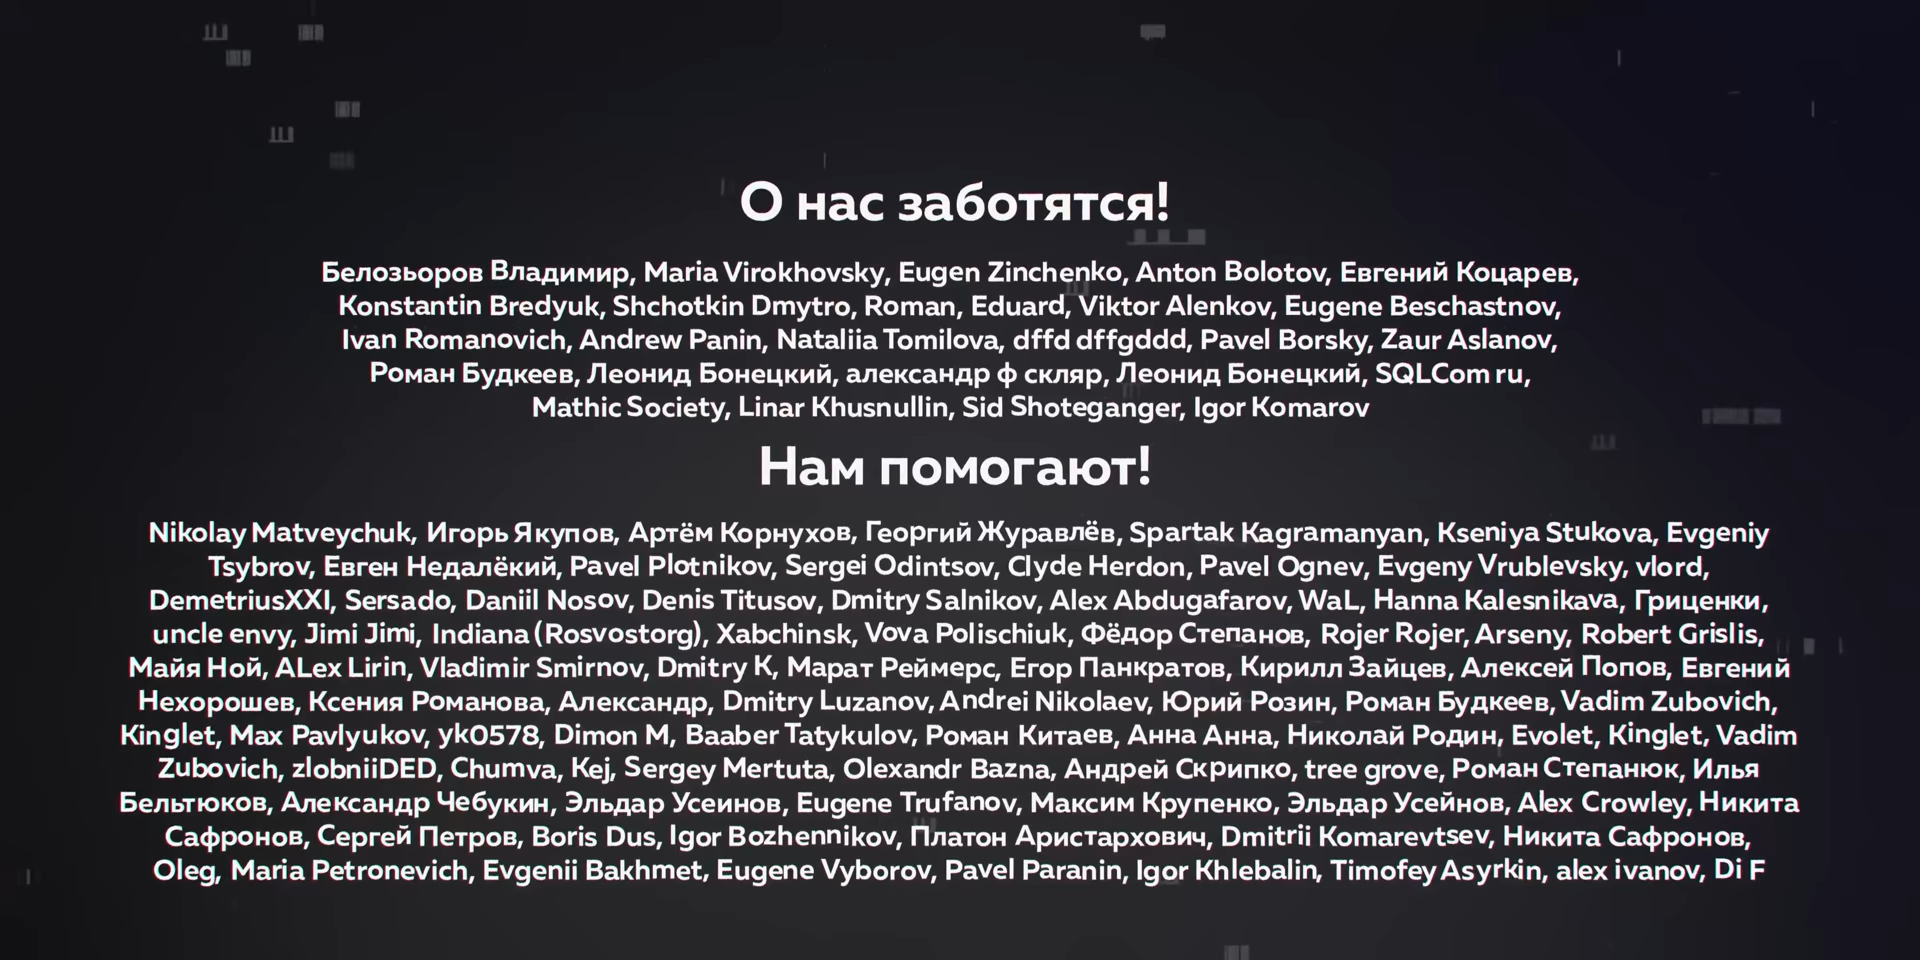 О нас заботятся!
Белозьоров Владимир, Maria Virokhovsky, Eugen Zinchenko, Anton Bolotov, Евгений Коцарев,
Konstantin Bredyuk, Shchotkin Dmytro, Roman, Eduard, Viktor Alenkov, Eugene Beschastnov,
Ivan Romanovich, Andrew Panin, Nataliia Tomilova, dffd dffgddd, Pavel Borsky, Zaur Aslanov,
Роман Будкеев, Леонид Бонецкий, александр ф скляр, Леонид Бонецкий, SQLCom ru,
Mathic Society, Linar Khusnullin, Sid Shoteganger, Igor Komarov
Нам помогают!
Nikolay Matveychuk, Игорь Якупов, Артём Корнухов, Георгий Журавлёв, Spartak Kagramanyan, Kseniya Stukova, Evgeniy
Tsybrov, Евген Недалёкий, Pavel Plotnikov, Sergei Odintsov, Clyde Herdon, Pavel Ognev, Evgeny Vrublevsky, vlord,
DemetriusXXI, Sersado, Daniil Nosov, Denis Titusov, Dmitry Salnikov, Alex Abdugafarov, WaL, Hanna Kalesnikava, Гриценки,
uncle envy, Jimi Jimi, Indiana (Rosvostorg), Xabchinsk, Vova Polischiuk, Фёдор Степанов, Rojer Rojer, Arseny, Robert Grislis,
Майя Ной, ALex Lirin, Vladimir Smirnov, Dmitry K, Марат Реймерс, Егор Панкратов, Кирилл Зайцев, Алексей Попов, Евгений
Нехорошев, Ксения Романова, Александр, Dmitry Luzanov, Andrei Nikolaev, Юрий Розин, Роман Будкеев, Vadim Zubovich,
Kinglet, Max Pavlyukov, yk0578, Dimon M, Baaber Tatykulov, Роман Китаев, Анна Анна, Николай Родин, Evolet, Kinglet, Vadim
Zubovich, zlobniiDED, Chumva, Kej, Sergey Mertuta, Olexandr Bazna, Андрей Скрипко, tree grove, Роман Степанюк, Илья
Бельтюков, Александр Чебукин, Эльдар Усеинов, Eugene Trufanov, Максим Крупенко, Эльдар Усейнов, Alex Crowley, Никита
Сафронов, Сергей Петров, Boris Dus, Igor Bozhennikov, Платон Аристархович, Dmitrii Komarevtsev, Никита Сафронов,
Oleg, Maria Petronevich, Evgenii Bakhmet, Eugene Vyborov, Pavel Paranin, Igor Khlebalin, Timofey Asyrkin, alex ivanov, Di F